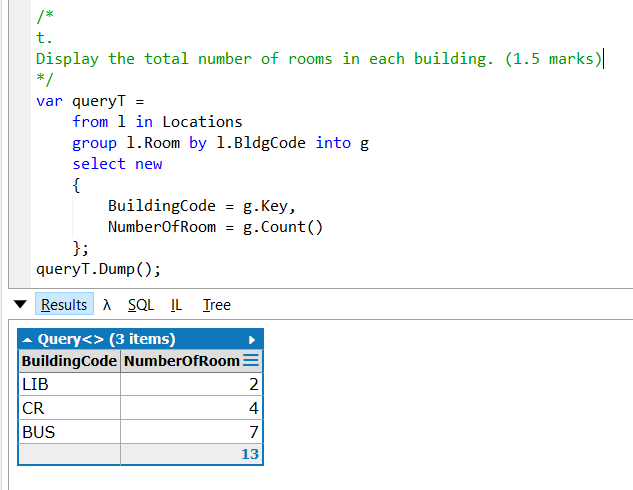 /*
t.
Display the total number of rooms in each building. (1.5 marks)
*/
var queryT =
from l in Locations
group l.Room by l.BldgCode into g
select new
{
BuildingCode = g.Key,
NumberOfRoom = g.Count()
};
queryT.Dump();
Results λ SQL IL Tree
Query<> (3 items)
BuildingCode NumberOfRoom
LIB 2
CR 4
BUS 7
13